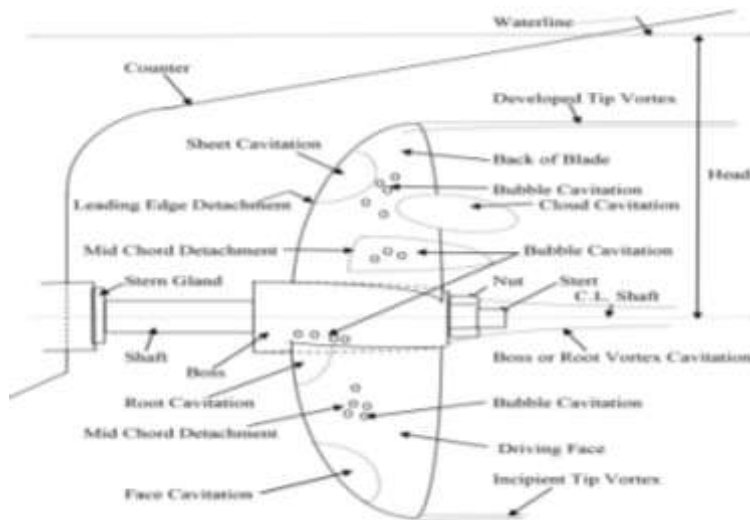 Waterline
Counter
Developed Tip Vortex
Sheet Cavitation
Back of Blade
Head
Bubble Cavitation
Leading Edge Detachment
Cloud Cavitation
Mid Chord Detachment
Bubble Cavitation
Stern Gland
Nut
Stert
C.L. Shaft
Shaft
Boss
Boss or Root Vortex Cavitation
Root Cavitation
Bubble Cavitation
Mid Chord Detachment
Driving Face
Face Cavitation
Incipient Tip Vortex